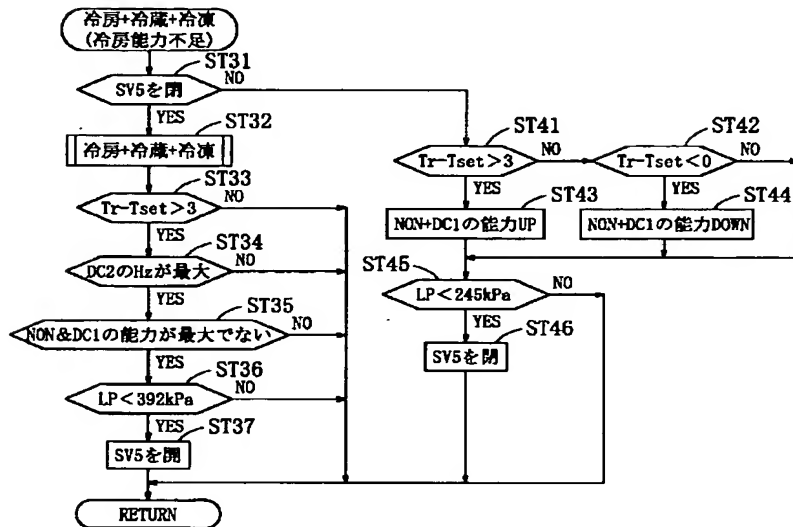 冷房+冷蔵+冷凍
(冷房能力不足)
ST31
SV5を閉
NO
YES
ST32
冷房+冷蔵+冷凍
ST33
Tr-Tset>3
NO
YES
ST34
DC2のHzが最大
NO
YES
ST35
NON&DC1の能力が最大でない
NO
YES
ST36
LP<392kPa
NO
YES
ST37
SV5を開
RETURN
ST41
Tr-Tset>3
NO
YES
ST42
Tr-Tset<0
NO
YES
ST43
NON+DC1の能力UP
ST44
NON+DC1の能力DOWN
ST45
LP<245kPa
NO
YES
ST46
SV5を閉